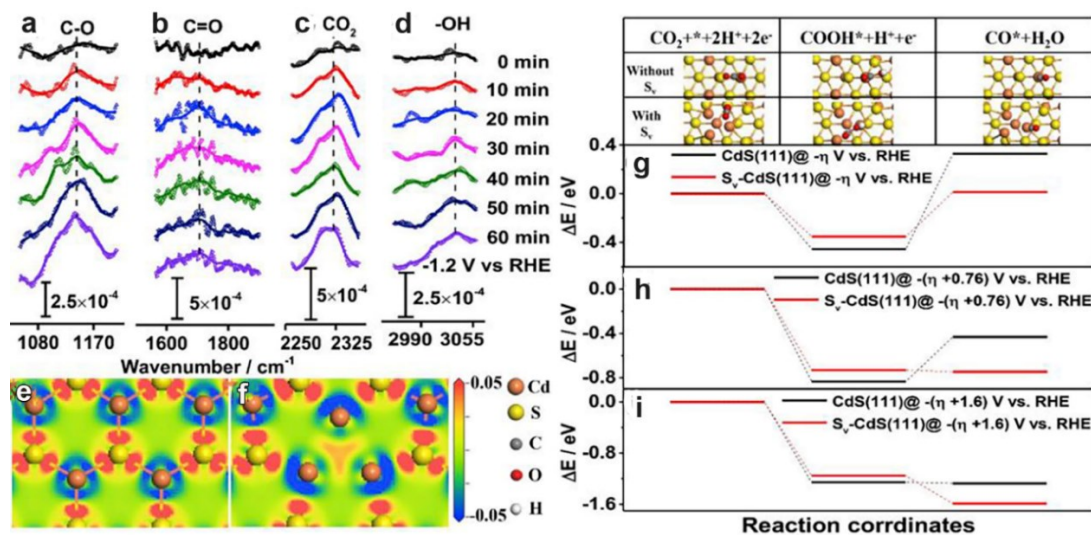 a
C-O
b
C=O
c
CO₂
d
-OH
0 min
10 min
20 min
30 min
40 min
50 min
60 min
-1.2 V vs RHE
2.5×10⁻⁴
5×10⁻⁴
5×10⁻⁴
2.5×10⁻⁴
1080 1170
1600 1800
2250 2325
2990 3055
Wavenumber / cm⁻¹
e
f
0.05
-0.05
Cd
S
C
O
H
CO₂+*+2H⁺+2e⁻
COOH*+H⁺+e⁻
CO*+H₂O
Without
Sᵥ
With
Sᵥ
g
0.4
0.0
-0.4
ΔE / eV
CdS(111)@ -η V vs. RHE
Sᵥ-CdS(111)@ -η V vs. RHE
h
0.0
-0.4
-0.8
ΔE / eV
CdS(111)@ -(η +0.76) V vs. RHE
Sᵥ-CdS(111)@ -(η +0.76) V vs. RHE
i
0.0
-0.8
-1.6
ΔE / eV
CdS(111)@ -(η +1.6) V vs. RHE
Sᵥ-CdS(111)@ -(η +1.6) V vs. RHE
Reaction corrdinates